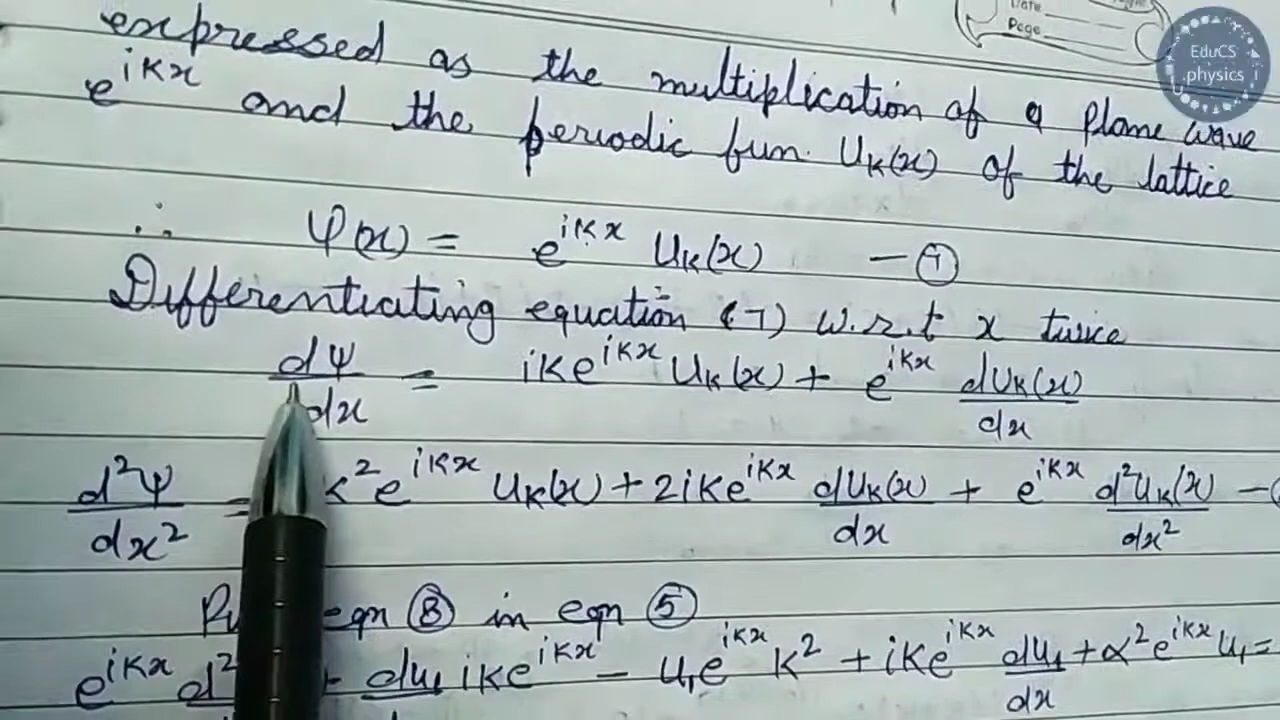 Date
Page
EduCS
physics
expressed as the multiplication of a plane wave
e^{ikx} and the periodic fun. U_K(x) of the lattice
∴ Ψ(x) = e^{iKx} U_K(x) — ⑦
Differentiating equation (7) w.r.t x twice
dΨ/dx = iKe^{iKx} U_K(x) + e^{iKx} dU_K(x)/dx
d²Ψ/dx² = K² e^{iKx} U_K(x) + 2iKe^{iKx} dU_K(x)/dx + e^{iKx} d²U_K(x)/dx² —
eqn ⑧ in eqn ⑤
e^{iKx} d² + du₁ iKe^{iKx} − u₁e^{iKx} K² + iKe^{iKx} du₁/dx + α² e^{iKx} u₁ =